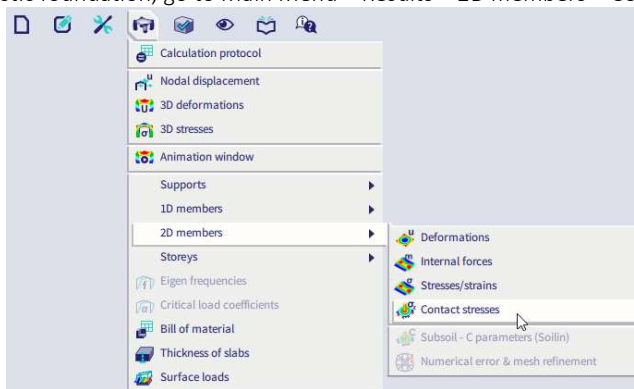 Calculation protocol
Nodal displacement
3D deformations
3D stresses
Animation window
Supports
1D members
2D members
Storeys
Eigen frequencies
Critical load coefficients
Bill of material
Thickness of slabs
Surface loads
Deformations
Internal forces
Stresses/strains
Contact stresses
Subsoil - C parameters (Soilin)
Numerical error & mesh refinement